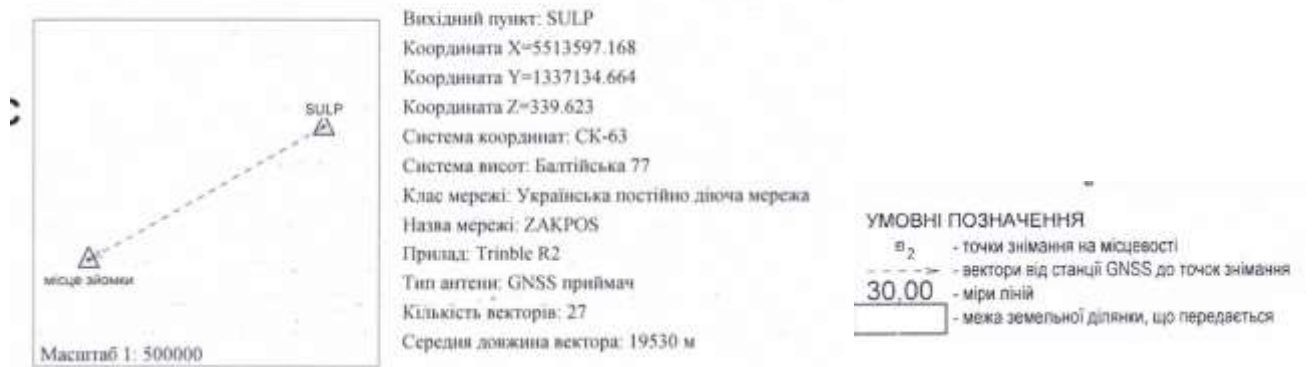 SULP
місце зйомки
Масштаб 1: 500000
Вихідний пункт: SULP
Координата X=5513597.168
Координата Y=1337134.664
Координата Z=339.623
Система координат: СК-63
Система висот: Балтійська 77
Клас мережі: Українська постійно діюча мережа
Назва мережі: ZAKPOS
Прилад: Trinble R2
Тип антени: GNSS приймач
Кількість векторів: 27
Середня довжина вектора: 19530 м
УМОВНІ ПОЗНАЧЕННЯ
2 - точки знімання на місцевості
- вектори від станції GNSS до точок знімання
30,00 - міри ліній
- межа земельної ділянки, що передається